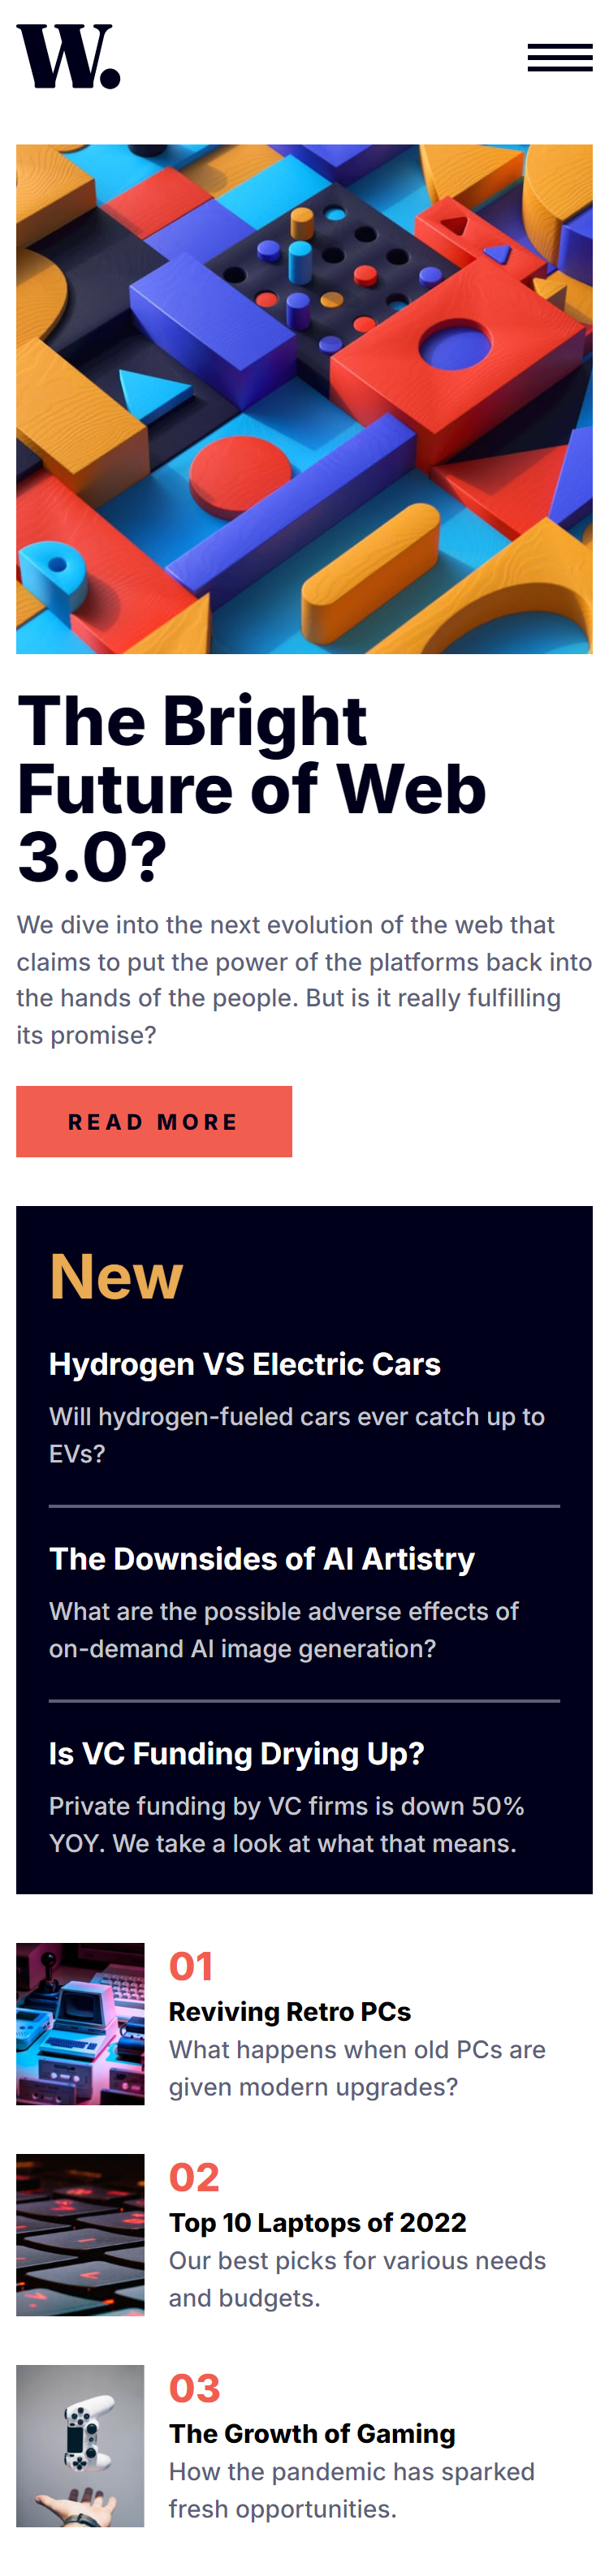 W.
The Bright
Future of Web
3.0?
We dive into the next evolution of the web that
claims to put the power of the platforms back into
the hands of the people. But is it really fulfilling
its promise?
READ MORE
New
Hydrogen VS Electric Cars
Will hydrogen-fueled cars ever catch up to
EVs?
The Downsides of AI Artistry
What are the possible adverse effects of
on-demand AI image generation?
Is VC Funding Drying Up?
Private funding by VC firms is down 50%
YOY. We take a look at what that means.
01
Reviving Retro PCs
What happens when old PCs are
given modern upgrades?
02
Top 10 Laptops of 2022
Our best picks for various needs
and budgets.
03
The Growth of Gaming
How the pandemic has sparked
fresh opportunities.